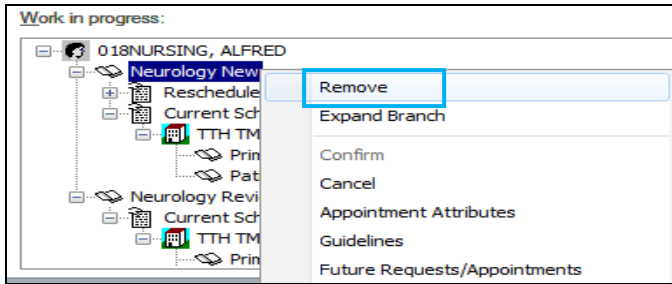 Work in progress:
018NURSING, ALFRED
Neurology New
Reschedule
Current Sch
TTH TM
Prim
Pati
Neurology Revi
Current Sch
TTH TM
Prim
Remove
Expand Branch
Confirm
Cancel
Appointment Attributes
Guidelines
Future Requests/Appointments